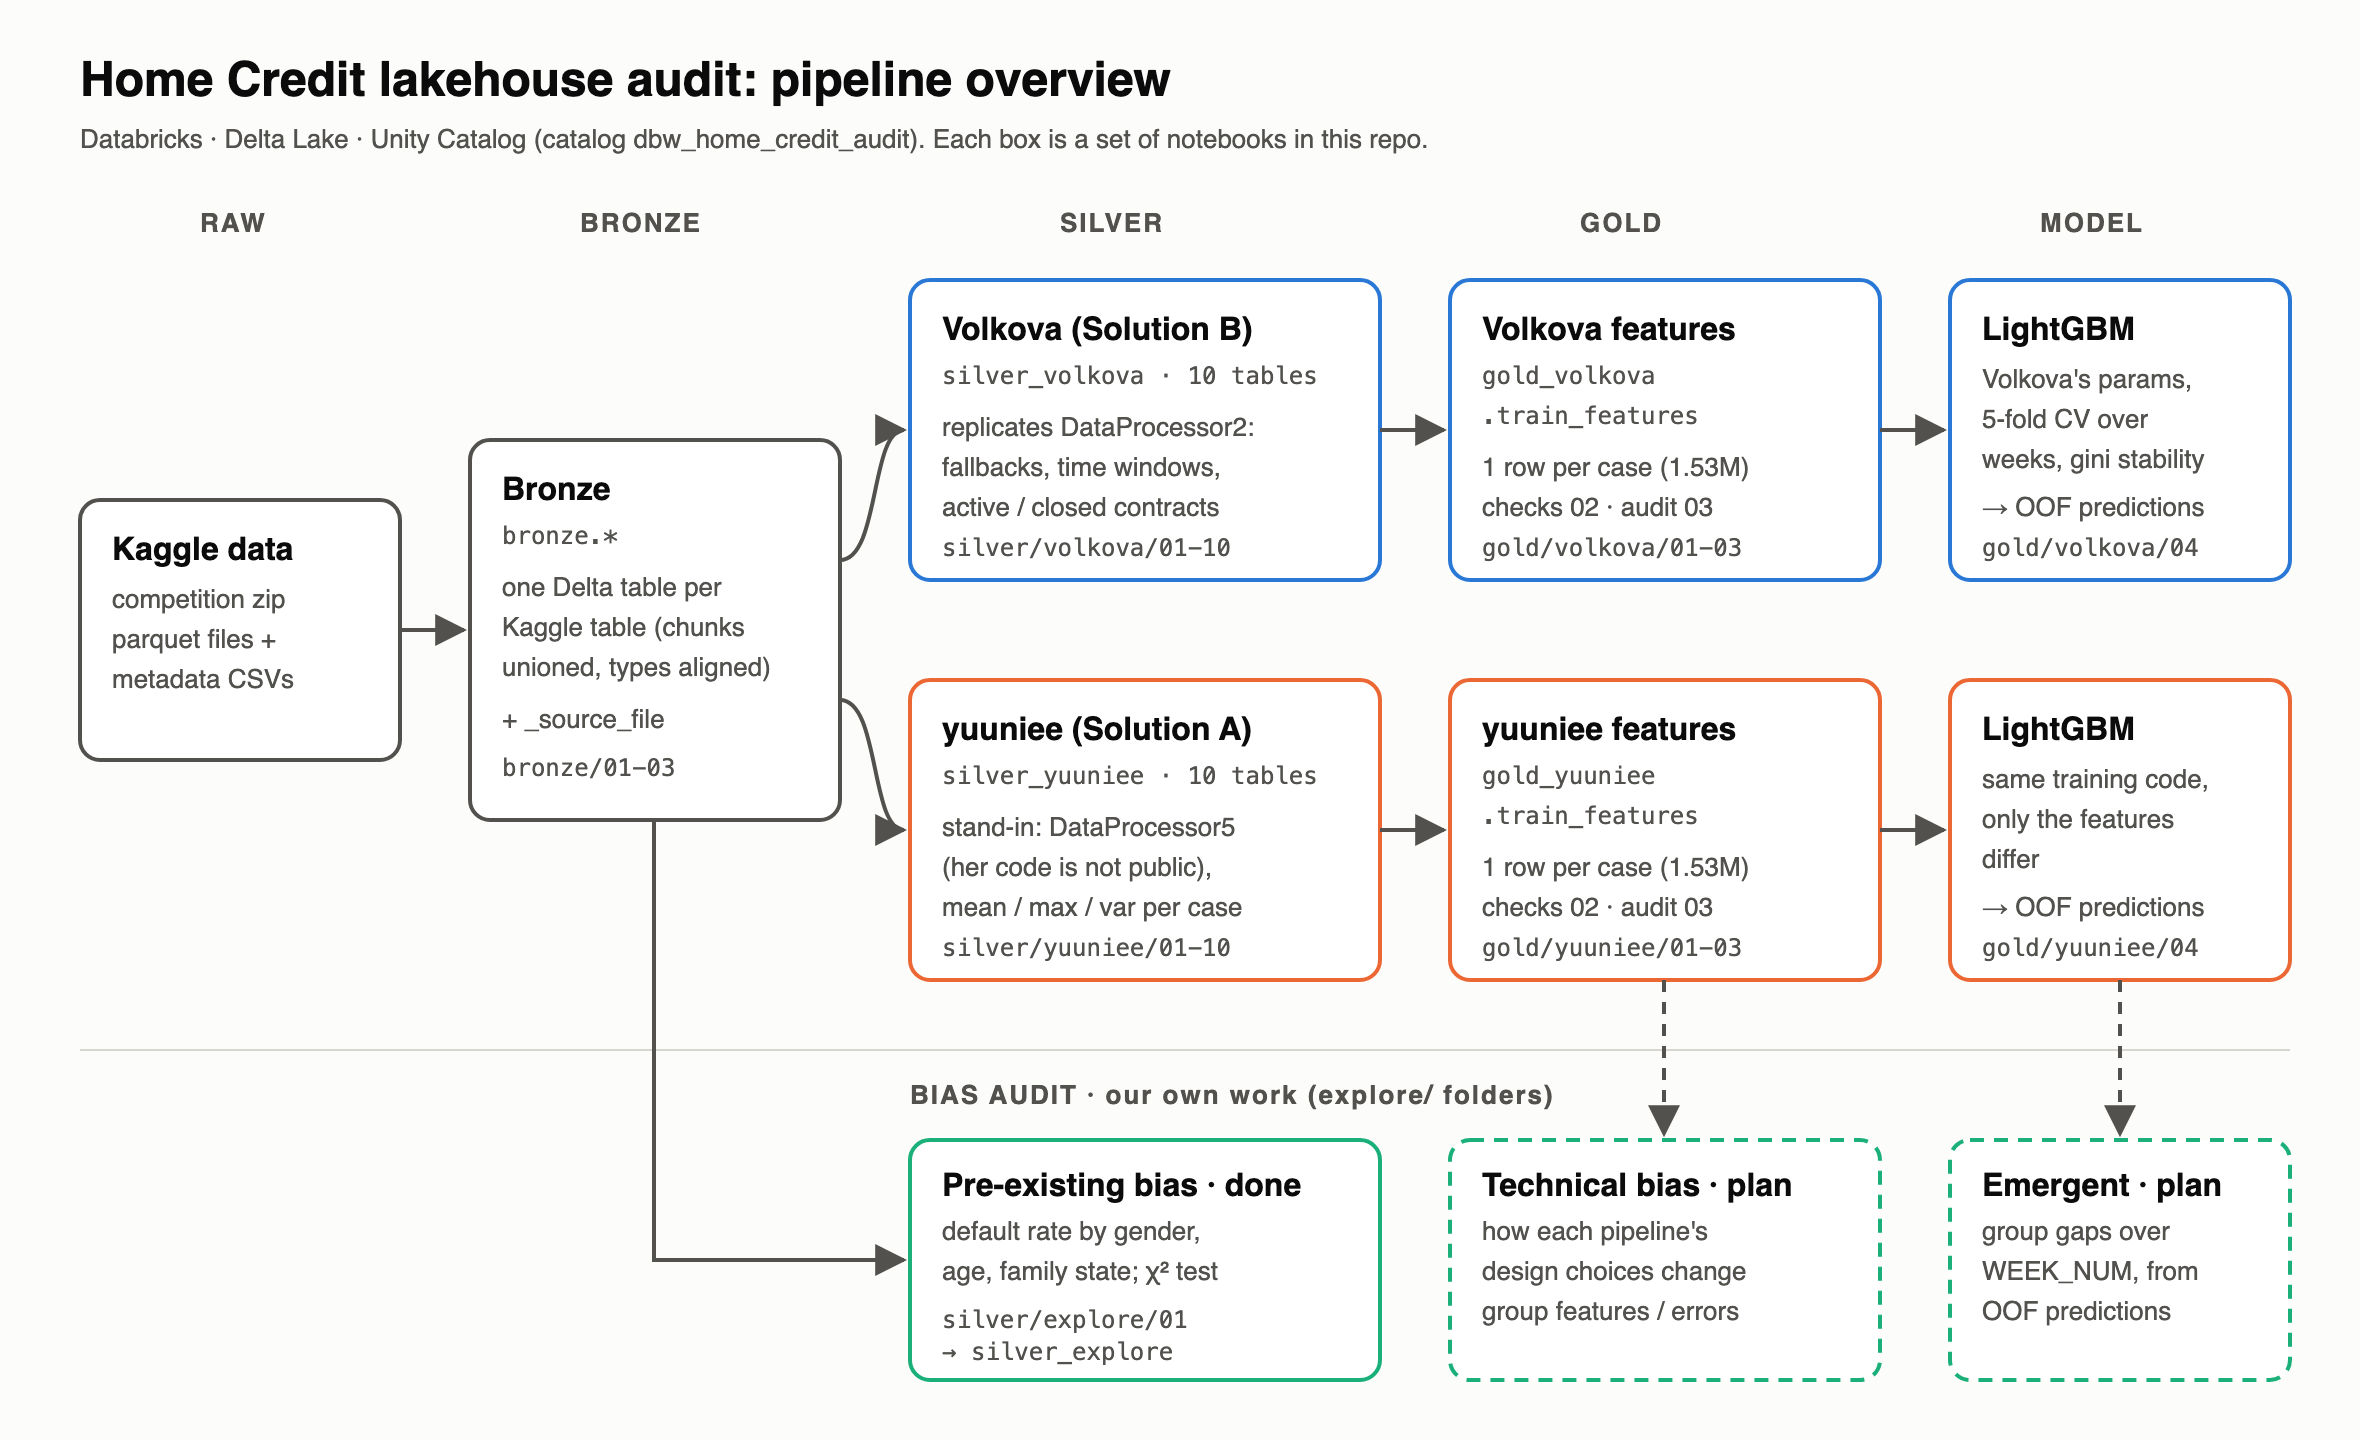 Home Credit lakehouse audit: pipeline overview
Databricks · Delta Lake · Unity Catalog (catalog dbw_home_credit_audit). Each box is a set of notebooks in this repo.
RAW
BRONZE
SILVER
GOLD
MODEL
Kaggle data
competition zip
parquet files +
metadata CSVs
Bronze
bronze.*
one Delta table per
Kaggle table (chunks
unioned, types aligned)
+ _source_file
bronze/01–03
Volkova (Solution B)
silver_volkova · 10 tables
replicates DataProcessor2:
fallbacks, time windows,
active / closed contracts
silver/volkova/01–10
Volkova features
gold_volkova
.train_features
1 row per case (1.53M)
checks 02 · audit 03
gold/volkova/01–03
LightGBM
Volkova's params,
5-fold CV over
weeks, gini stability
→ OOF predictions
gold/volkova/04
yuuniee (Solution A)
silver_yuuniee · 10 tables
stand-in: DataProcessor5
(her code is not public),
mean / max / var per case
silver/yuuniee/01–10
yuuniee features
gold_yuuniee
.train_features
1 row per case (1.53M)
checks 02 · audit 03
gold/yuuniee/01–03
LightGBM
same training code,
only the features
differ
→ OOF predictions
gold/yuuniee/04
BIAS AUDIT · our own work (explore/ folders)
Pre-existing bias · done
default rate by gender,
age, family state; χ² test
silver/explore/01
→ silver_explore
Technical bias · plan
how each pipeline's
design choices change
group features / errors
Emergent · plan
group gaps over
WEEK_NUM, from
OOF predictions